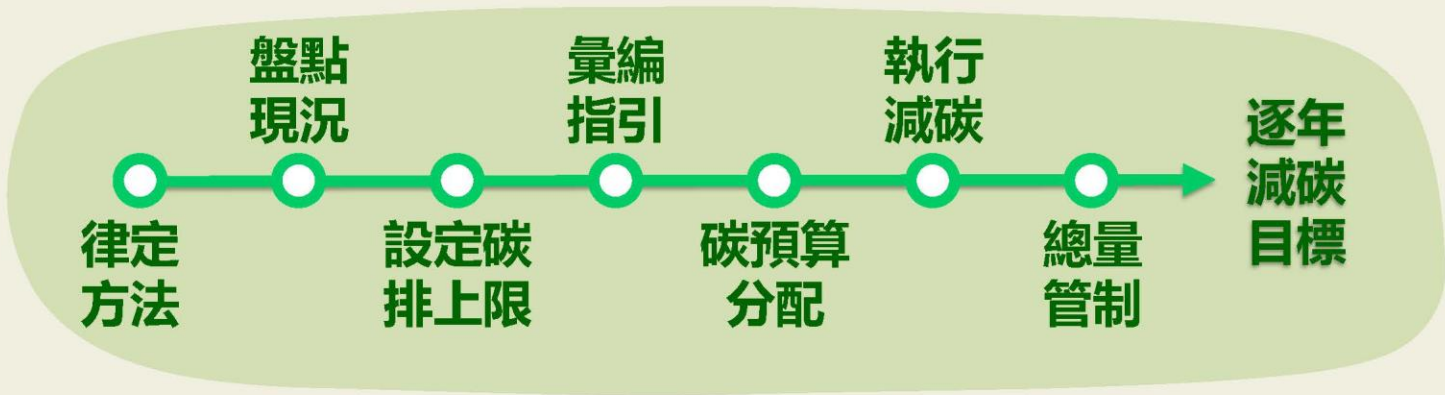 律定
方法
盤點
現況
設定碳
排上限
彙編
指引
碳預算
分配
執行
減碳
總量
管制
逐年
減碳
目標